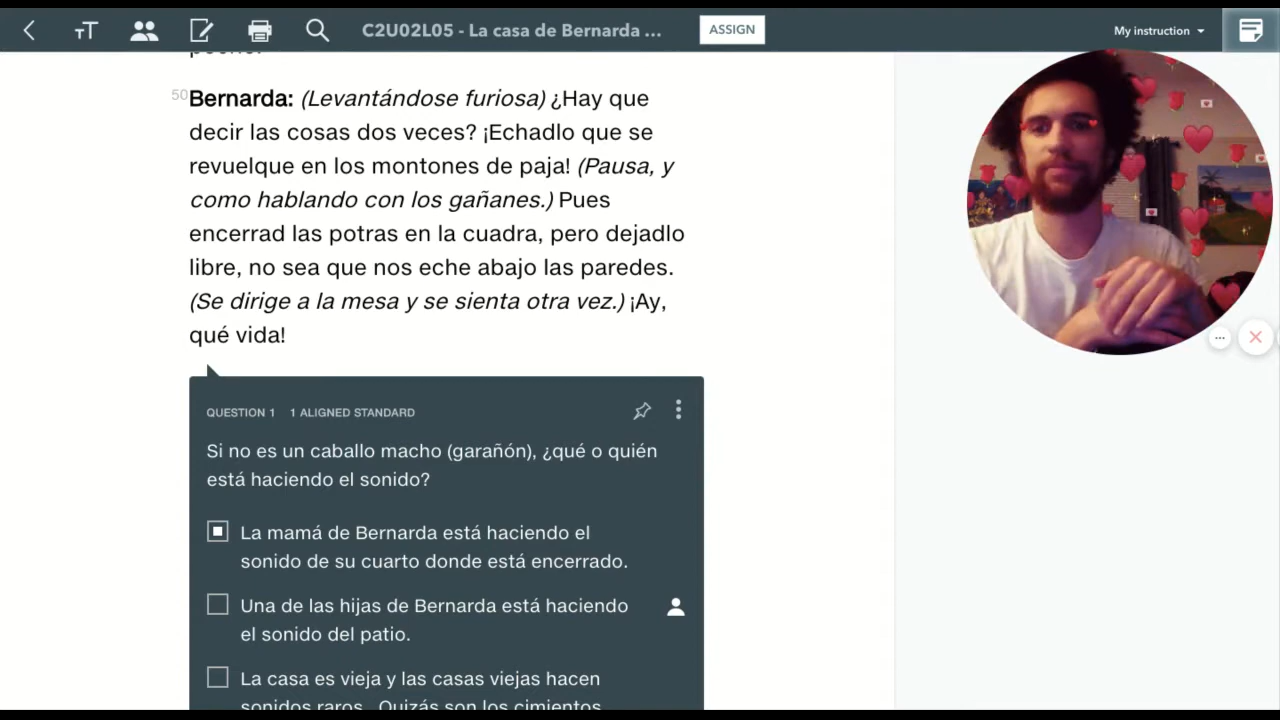 C2U02L05 - La casa de Bernarda ...
ASSIGN
My instruction
50
Bernarda: (Levantándose furiosa) ¿Hay que
decir las cosas dos veces? ¡Echadlo que se
revuelque en los montones de paja! (Pausa, y
como hablando con los gañanes.) Pues
encerrad las potras en la cuadra, pero dejadlo
libre, no sea que nos eche abajo las paredes.
(Se dirige a la mesa y se sienta otra vez.) ¡Ay,
qué vida!
QUESTION 1 1 ALIGNED STANDARD
Si no es un caballo macho (garañón), ¿qué o quién
está haciendo el sonido?
La mamá de Bernarda está haciendo el
sonido de su cuarto donde está encerrado.
Una de las hijas de Bernarda está haciendo
el sonido del patio.
La casa es vieja y las casas viejas hacen
sonidos raros. Quizás son los cimientos